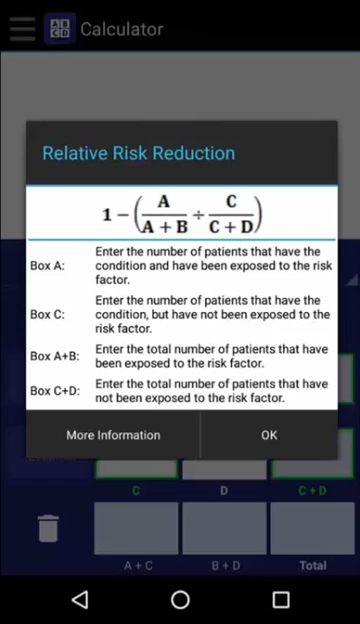 A B
C D
Calculator
Relative Risk Reduction
1 − (A / A + B ÷ C / C + D)
Box A: Enter the number of patients that have the
condition and have been exposed to the risk
factor.
Box C: Enter the number of patients that have the
condition, but have not been exposed to the
risk factor.
Box A+B: Enter the total number of patients that have
been exposed to the risk factor.
Box C+D: Enter the total number of patients that have
not been exposed to the risk factor.
More Information OK
C D C + D
A + C B + D Total